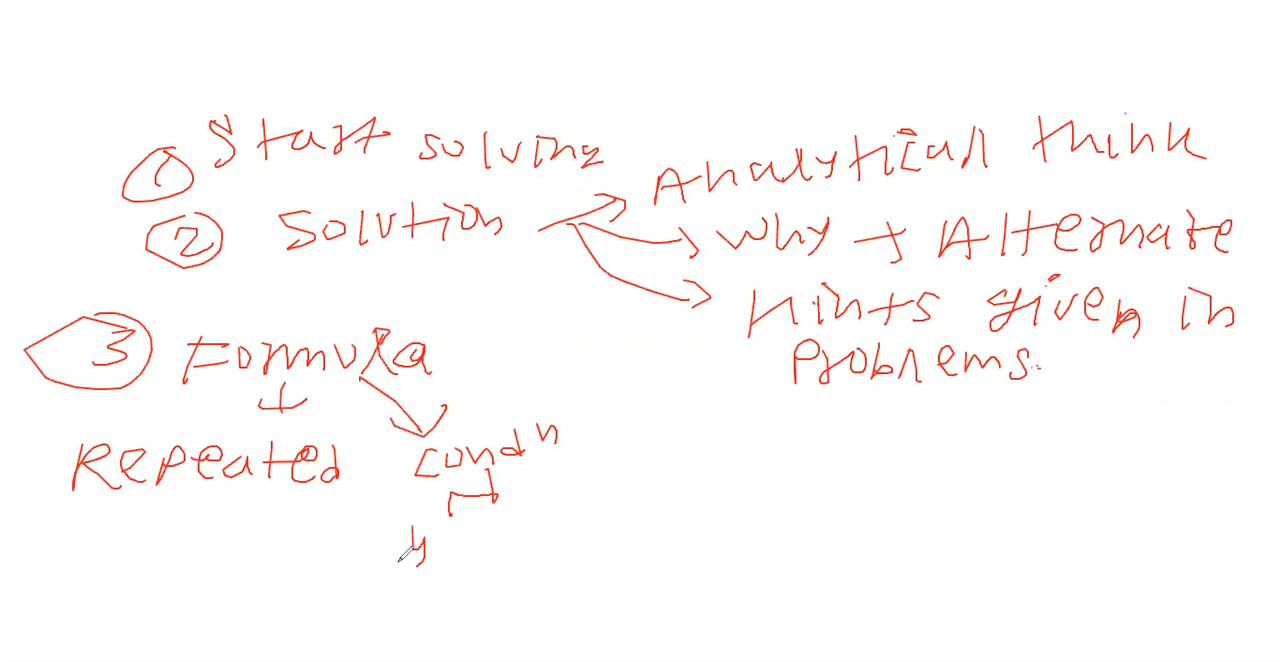 ① Start solving
② Solution → Analytical think
→ Why → Alternate
→ hints given in
problems.
③ Formula
Repeated condn